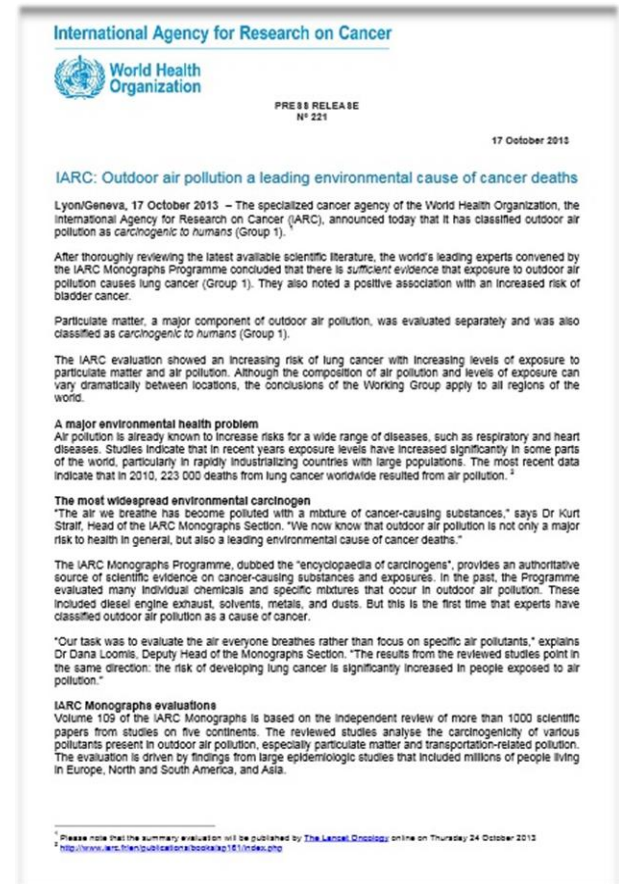 International Agency for Research on Cancer
World Health
Organization
PRESS RELEASE
N° 221
17 October 2013
IARC: Outdoor air pollution a leading environmental cause of cancer deaths
Lyon/Geneva, 17 October 2013 – The specialized cancer agency of the World Health Organization, the
International Agency for Research on Cancer (IARC), announced today that it has classified outdoor air
pollution as carcinogenic to humans (Group 1). 1
After thoroughly reviewing the latest available scientific literature, the world's leading experts convened by
the IARC Monographs Programme concluded that there is sufficient evidence that exposure to outdoor air
pollution causes lung cancer (Group 1). They also noted a positive association with an increased risk of
bladder cancer.
Particulate matter, a major component of outdoor air pollution, was evaluated separately and was also
classified as carcinogenic to humans (Group 1).
The IARC evaluation showed an increasing risk of lung cancer with increasing levels of exposure to
particulate matter and air pollution. Although the composition of air pollution and levels of exposure can
vary dramatically between locations, the conclusions of the Working Group apply to all regions of the
world.
A major environmental health problem
Air pollution is already known to increase risks for a wide range of diseases, such as respiratory and heart
diseases. Studies indicate that in recent years exposure levels have increased significantly in some parts
of the world, particularly in rapidly industrializing countries with large populations. The most recent data
indicate that in 2010, 223 000 deaths from lung cancer worldwide resulted from air pollution. 2
The most widespread environmental carcinogen
"The air we breathe has become polluted with a mixture of cancer-causing substances," says Dr Kurt
Straif, Head of the IARC Monographs Section. "We now know that outdoor air pollution is not only a major
risk to health in general, but also a leading environmental cause of cancer deaths."
The IARC Monographs Programme, dubbed the "encyclopaedia of carcinogens", provides an authoritative
source of scientific evidence on cancer-causing substances and exposures. In the past, the Programme
evaluated many individual chemicals and specific mixtures that occur in outdoor air pollution. These
included diesel engine exhaust, solvents, metals, and dusts. But this is the first time that experts have
classified outdoor air pollution as a cause of cancer.
"Our task was to evaluate the air everyone breathes rather than focus on specific air pollutants," explains
Dr Dana Loomis, Deputy Head of the Monographs Section. "The results from the reviewed studies point in
the same direction: the risk of developing lung cancer is significantly increased in people exposed to air
pollution."
IARC Monographs evaluations
Volume 109 of the IARC Monographs is based on the independent review of more than 1000 scientific
papers from studies on five continents. The reviewed studies analyse the carcinogenicity of various
pollutants present in outdoor air pollution, especially particulate matter and transportation-related pollution.
The evaluation is driven by findings from large epidemiologic studies that included millions of people living
in Europe, North and South America, and Asia.
1 Please note that the summary evaluation will be published by The Lancet Oncology online on Thursday 24 October 2013
2 http://www.iarc.fr/en/publications/books/sp161/index.php